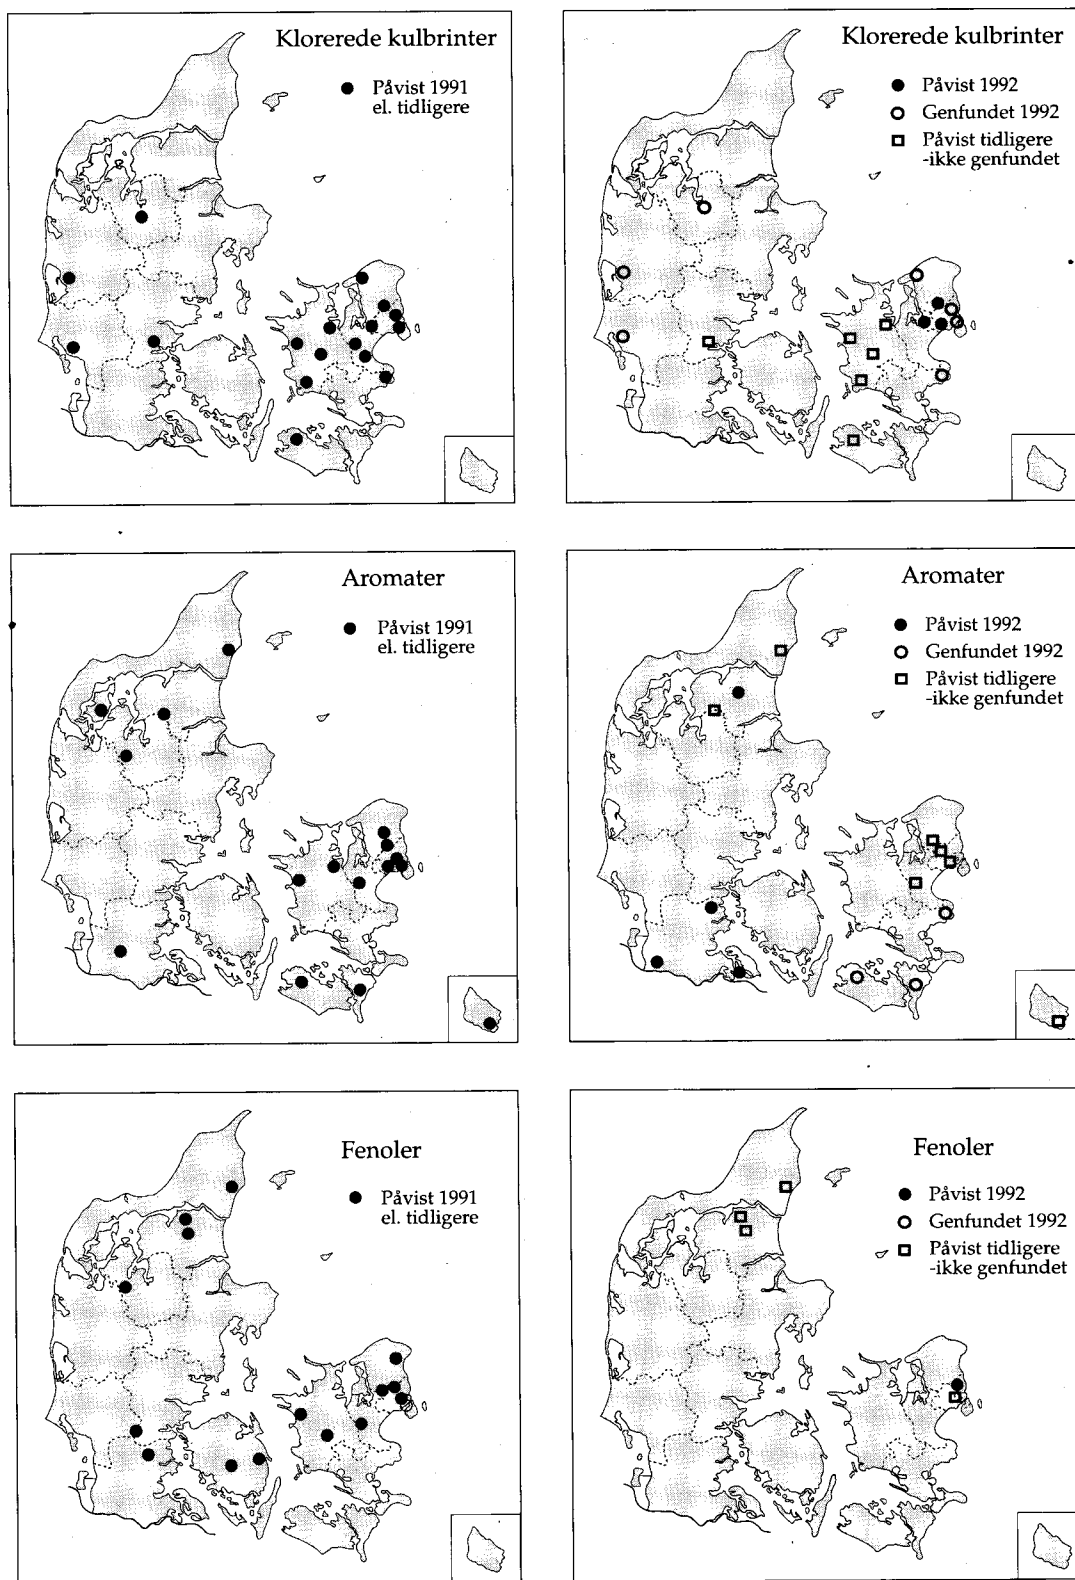 Klorerede kulbrinter
Påvist 1991
el. tidligere
Klorerede kulbrinter
Påvist 1992
Genfundet 1992
Påvist tidligere
-ikke genfundet
Aromater
Påvist 1991
el. tidligere
Aromater
Påvist 1992
Genfundet 1992
Påvist tidligere
-ikke genfundet
Fenoler
Påvist 1991
el. tidligere
Fenoler
Påvist 1992
Genfundet 1992
Påvist tidligere
-ikke genfundet